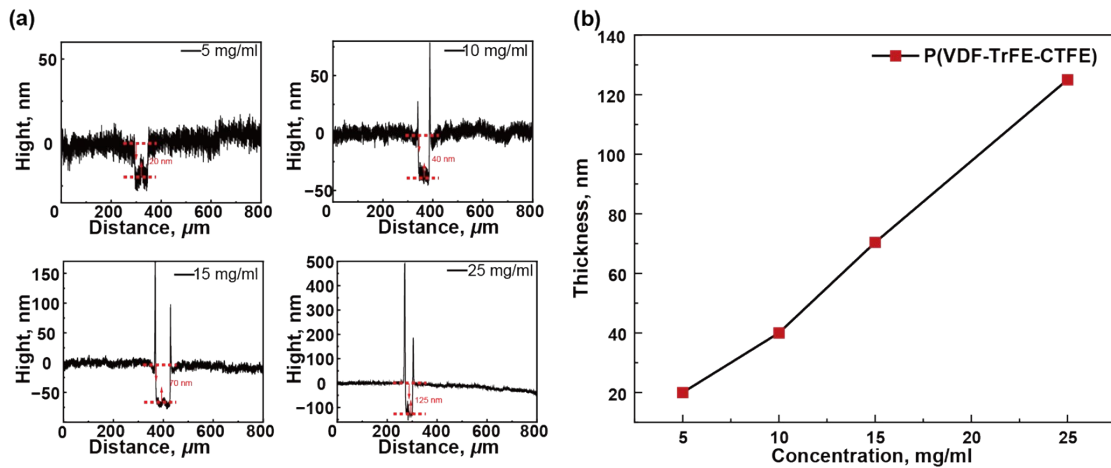 (a)
5 mg/ml
50
0
Hight, nm
20 nm
0 200 400 600 800
Distance, µm
10 mg/ml
50
0
−50
Hight, nm
40 nm
0 200 400 600 800
Distance, µm
15 mg/ml
150
100
50
0
−50
Hight, nm
70 nm
0 200 400 600 800
Distance, µm
25 mg/ml
500
400
300
200
100
0
−100
Hight, nm
125 nm
0 200 400 600 800
Distance, µm
(b)
P(VDF-TrFE-CTFE)
140
120
100
80
60
40
20
Thickness, nm
5 10 15 20 25
Concentration, mg/ml